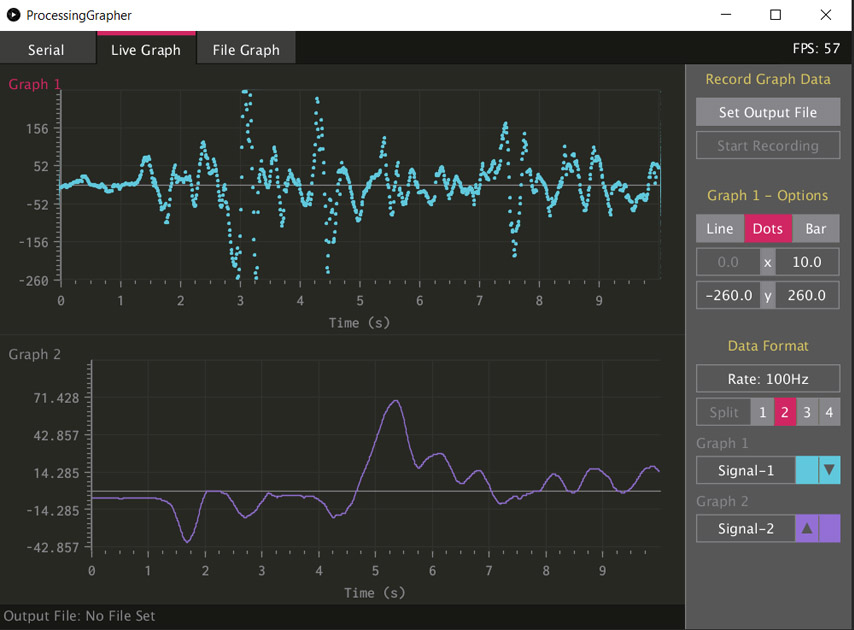 ProcessingGrapher
Serial Live Graph File Graph FPS: 57
Graph 1
156
52
-52
-156
-260
0 1 2 3 4 5 6 7 8 9
Time (s)
Graph 2
71.428
42.857
14.285
-14.285
-42.857
0 1 2 3 4 5 6 7 8 9
Time (s)
Output File: No File Set
Record Graph Data
Set Output File
Start Recording
Graph 1 - Options
Line Dots Bar
0.0 x 10.0
-260.0 y 260.0
Data Format
Rate: 100Hz
Split 1 2 3 4
Graph 1
Signal-1 ▼
Graph 2
Signal-2 ▲